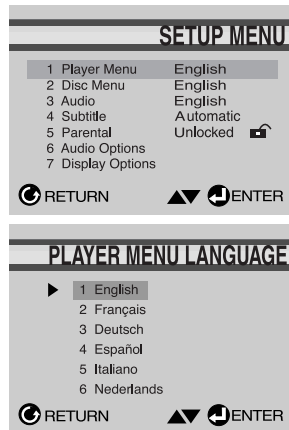 SETUP MENU
1 Player Menu English
2 Disc Menu English
3 Audio English
4 Subtitle Automatic
5 Parental Unlocked
6 Audio Options
7 Display Options
RETURN ENTER
PLAYER MENU LANGUAGE
1 English
2 Français
3 Deutsch
4 Español
5 Italiano
6 Nederlands
RETURN ENTER